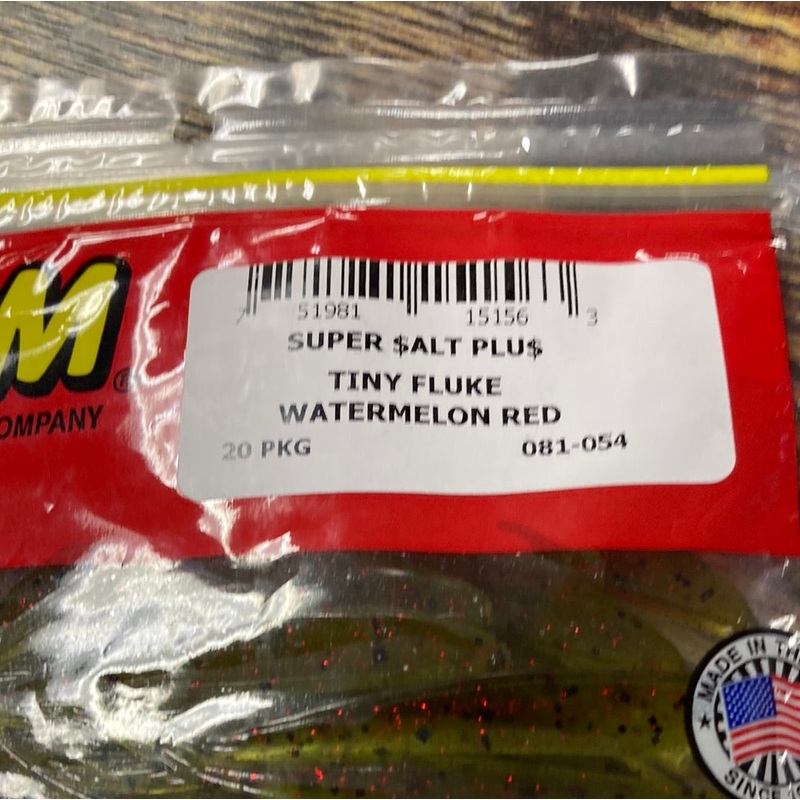 M®
OMPANY
7 51981 15156 3
SUPER $ALT PLU$
TINY FLUKE
WATERMELON RED
20 PKG 081-054
MADE IN TH
SINCE